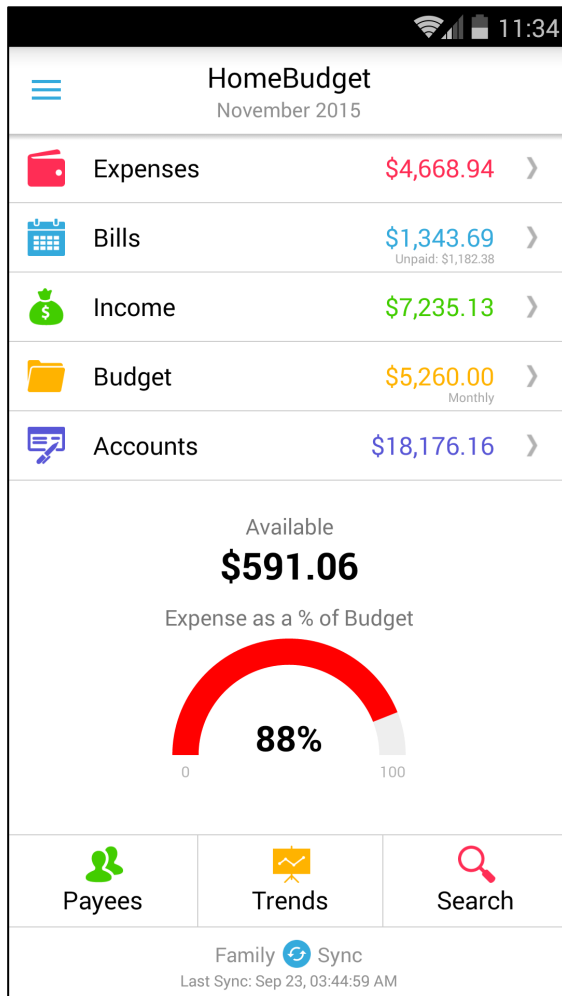 11:34
HomeBudget
November 2015
Expenses $4,668.94
Bills $1,343.69
Unpaid: $1,182.38
Income $7,235.13
$
Budget $5,260.00
Monthly
Accounts $18,176.16
Available
$591.06
Expense as a % of Budget
88%
0 100
Payees Trends Search
Family Sync
Last Sync: Sep 23, 03:44:59 AM